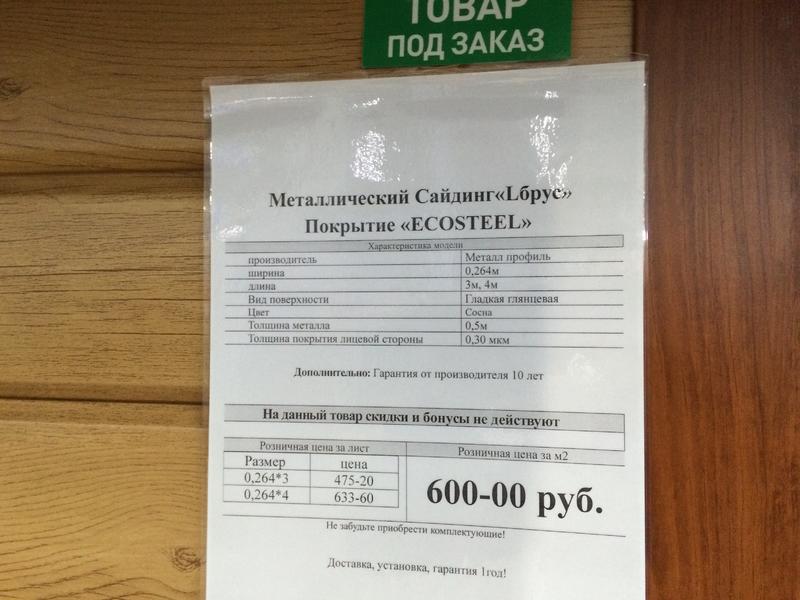 ТОВАР
ПОД ЗАКАЗ
Металлический Сайдинг«Lбрус»
Покрытие «ECOSTEEL»
Характеристика модели
производитель Металл профиль
ширина 0,264м
длина 3м, 4м
Вид поверхности Гладкая глянцевая
Цвет Сосна
Толщина металла 0,5м
Толщина покрытия лицевой стороны 0,30 мкм
Дополнительно: Гарантия от производителя 10 лет
На данный товар скидки и бонусы не действуют
Розничная цена за лист Розничная цена за м2
Размер цена
0,264*3 475-20
0,264*4 633-60
600-00 руб.
Не забудьте приобрести комплектующие!
Доставка, установка, гарантия 1год!